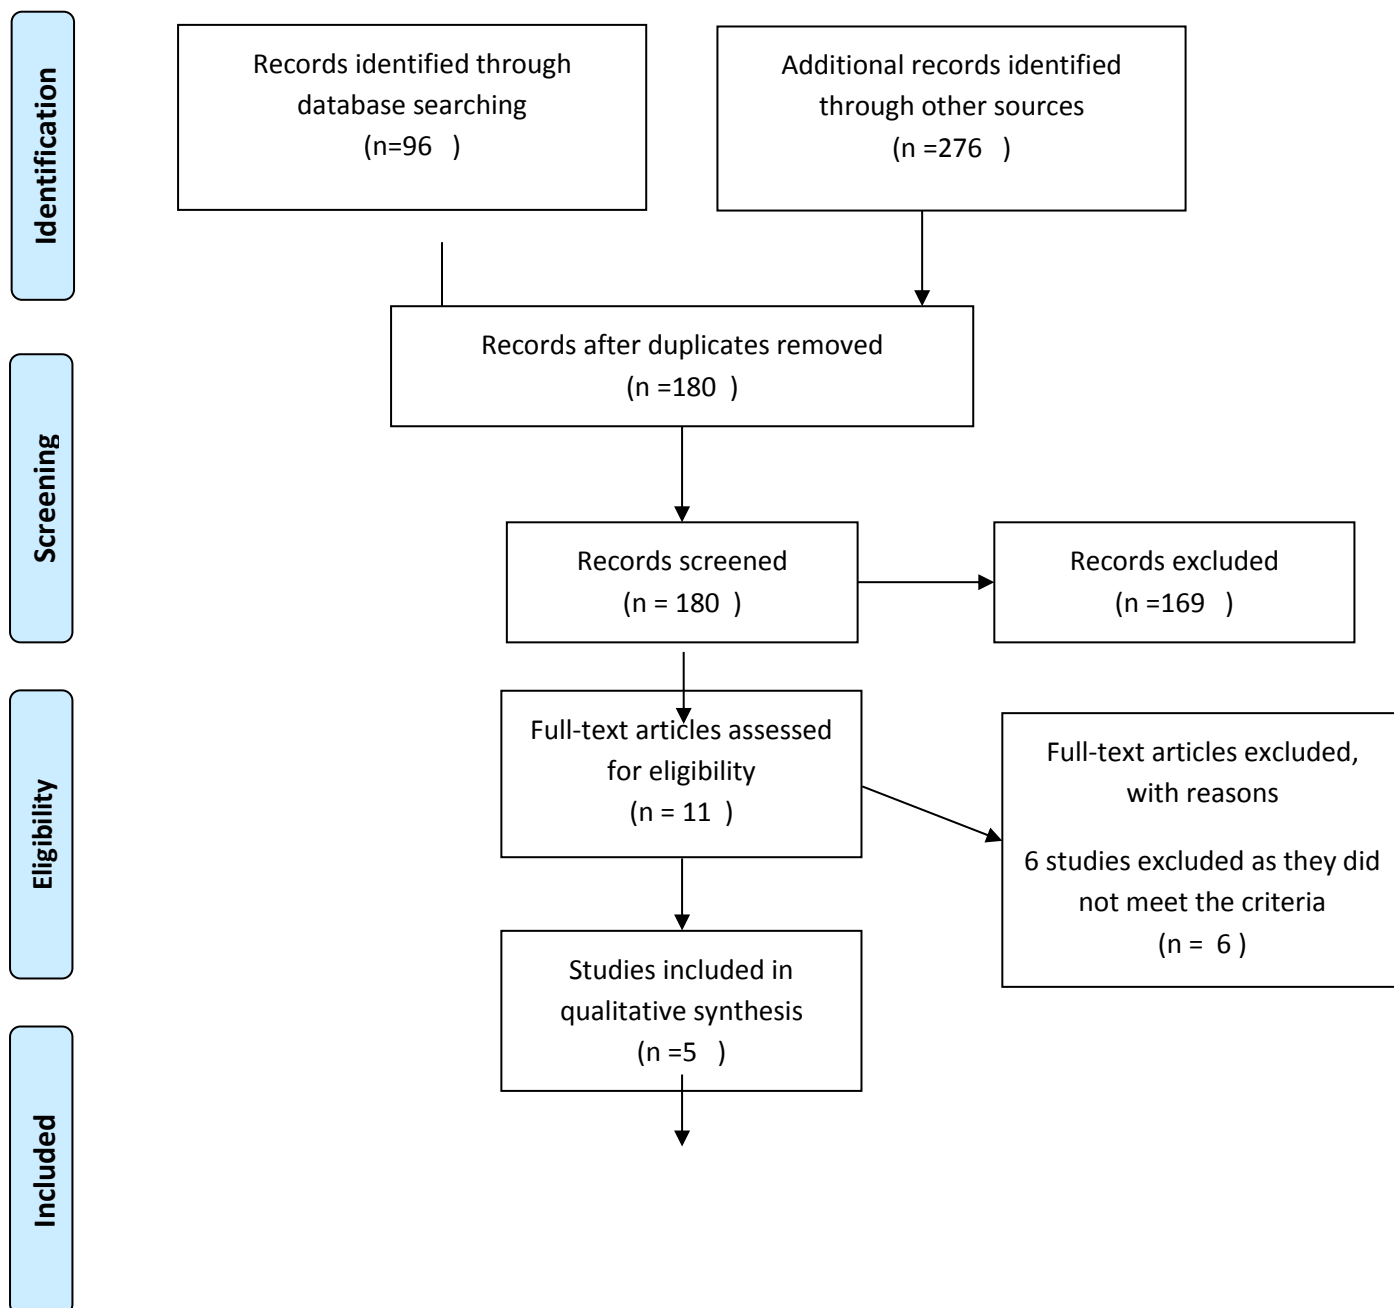 Identification
Records identified through
database searching
(n=96   )
Additional records identified
through other sources
(n =276   )
Records after duplicates removed
(n =180  )
Screening
Records screened
(n = 180  )
Records excluded
(n =169   )
Eligibility
Full-text articles assessed
for eligibility
(n = 11  )
Full-text articles excluded,
with reasons
6 studies excluded as they did
not meet the criteria
(n =  6 )
Studies included in
qualitative synthesis
(n =5   )
Included